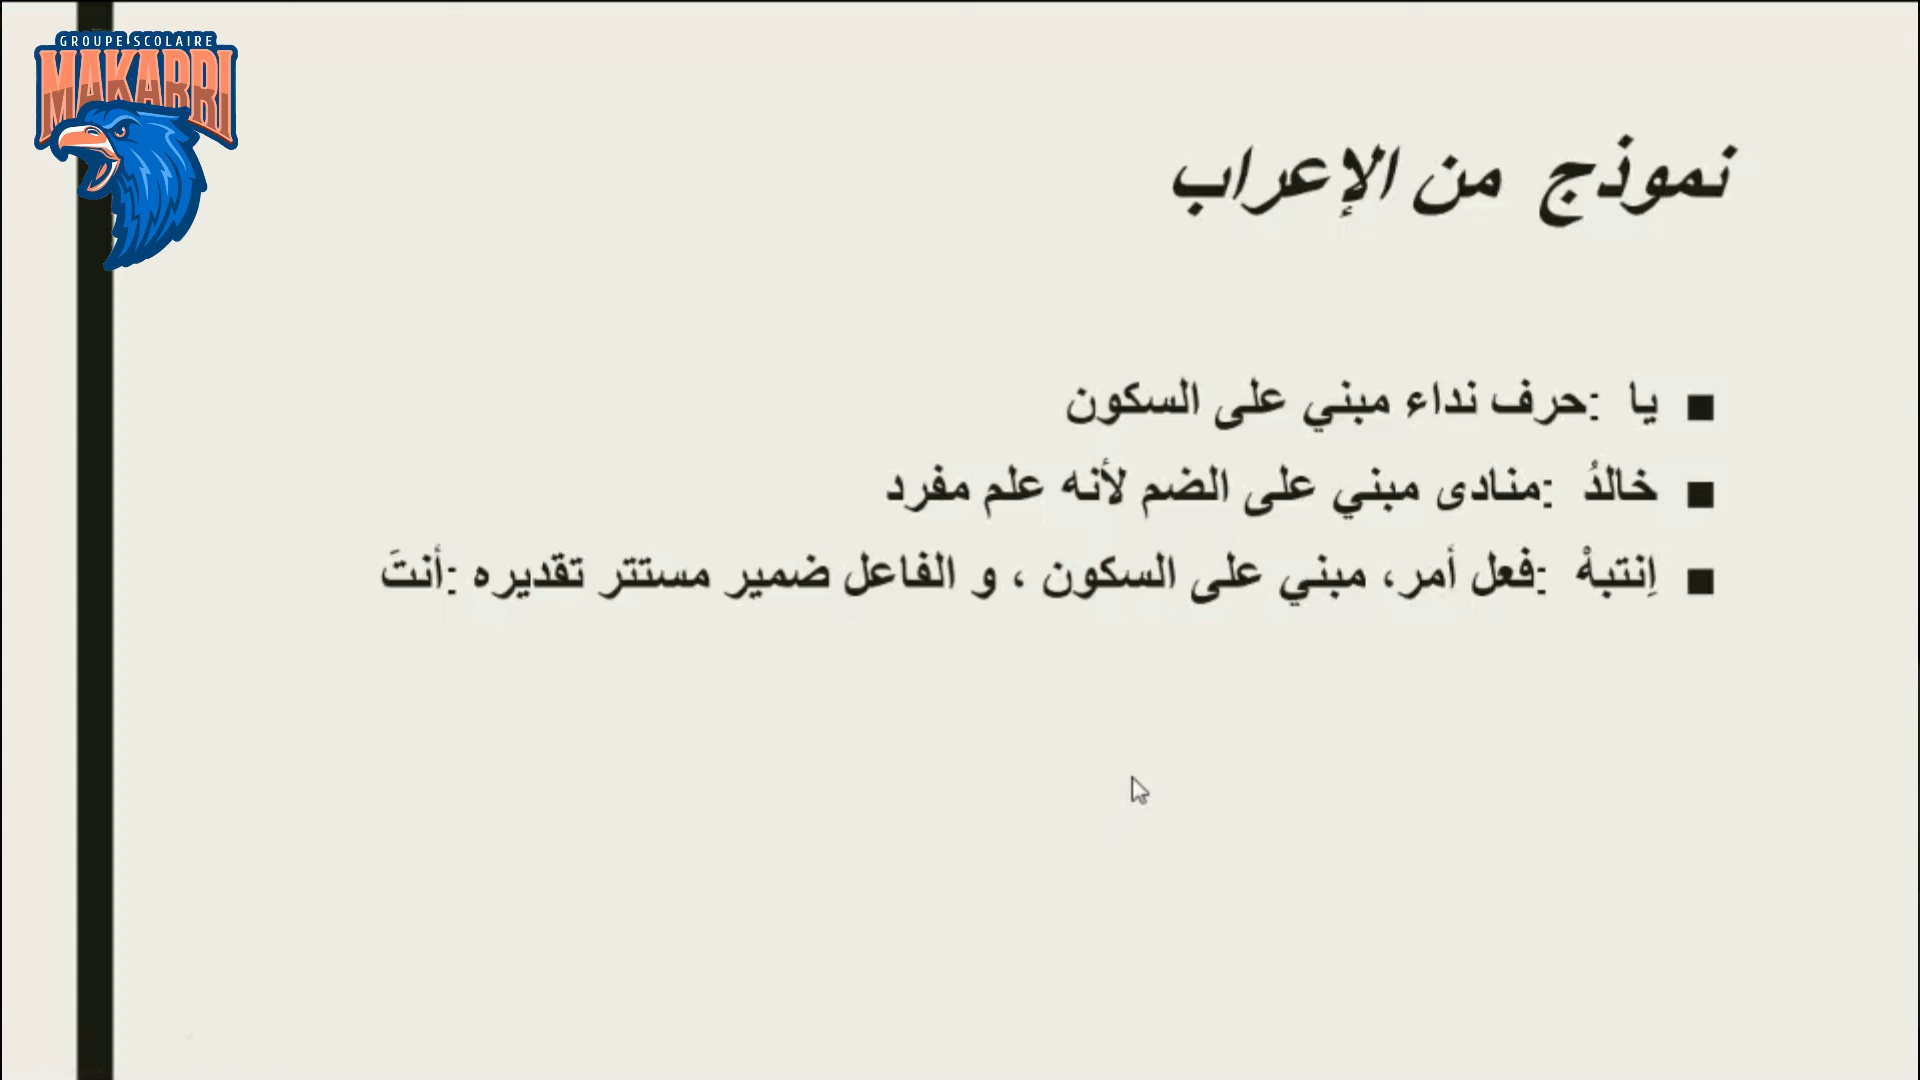 GROUPE SCOLAIRE
MAKARRI
نموذج من الإعراب
■ يا :حرف نداء مبني على السكون
■ خالدُ :منادى مبني على الضم لأنه علم مفرد
■ اِنتبهْ :فعل أمر، مبني على السكون ، و الفاعل ضمير مستتر تقديره :أنتَ